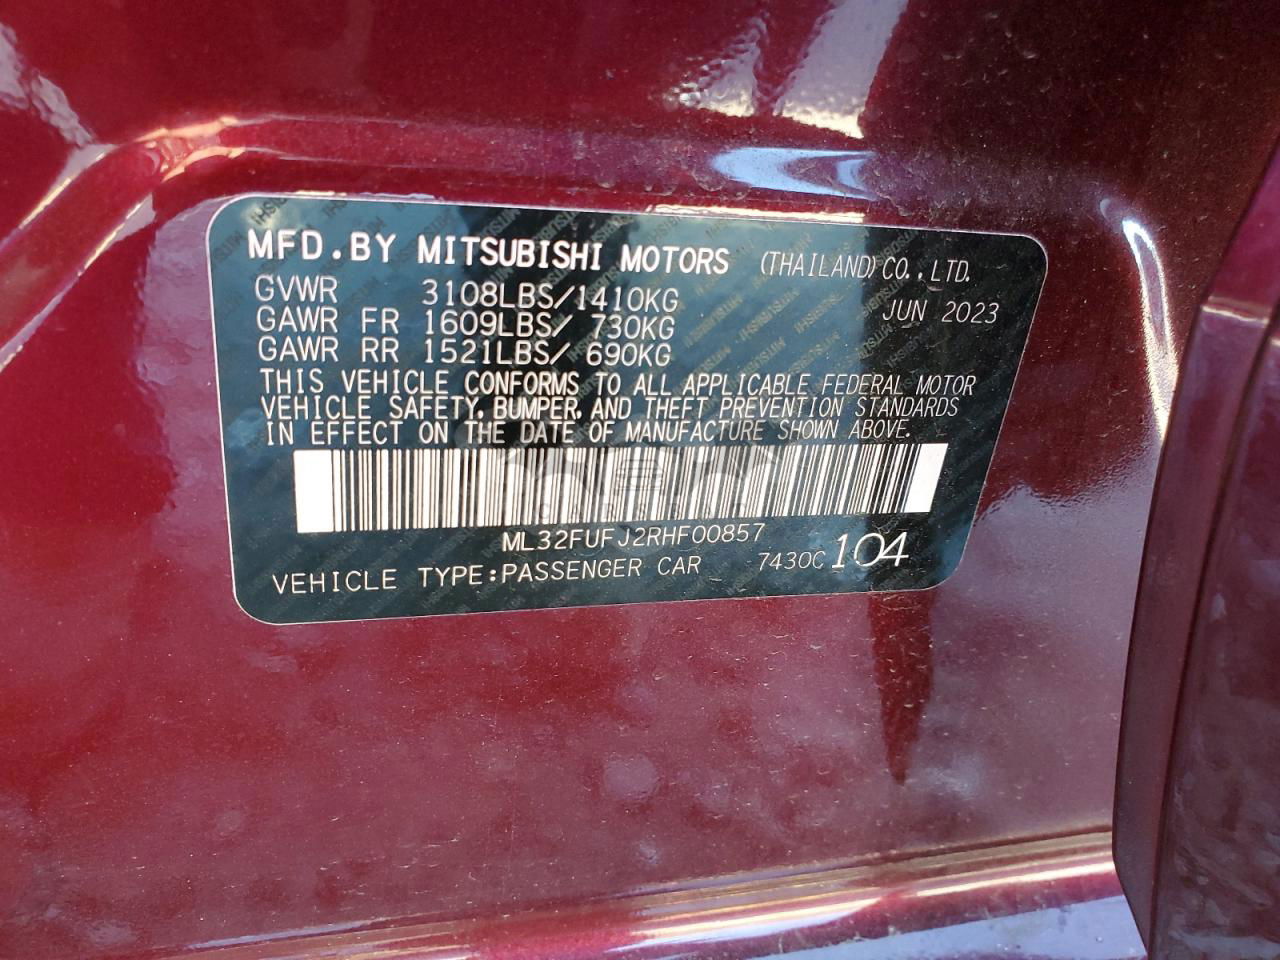 MFD.BY MITSUBISHI MOTORS (THAILAND) CO.,LTD.
GVWR 3108LBS/1410KG JUN 2023
GAWR FR 1609LBS/ 730KG
GAWR RR 1521LBS/ 690KG
THIS VEHICLE CONFORMS TO ALL APPLICABLE FEDERAL MOTOR
VEHICLE SAFETY, BUMPER, AND THEFT PREVENTION STANDARDS
IN EFFECT ON THE DATE OF MANUFACTURE SHOWN ABOVE.
ML32FUFJ2RHF00857
VEHICLE TYPE:PASSENGER CAR 7430C 104